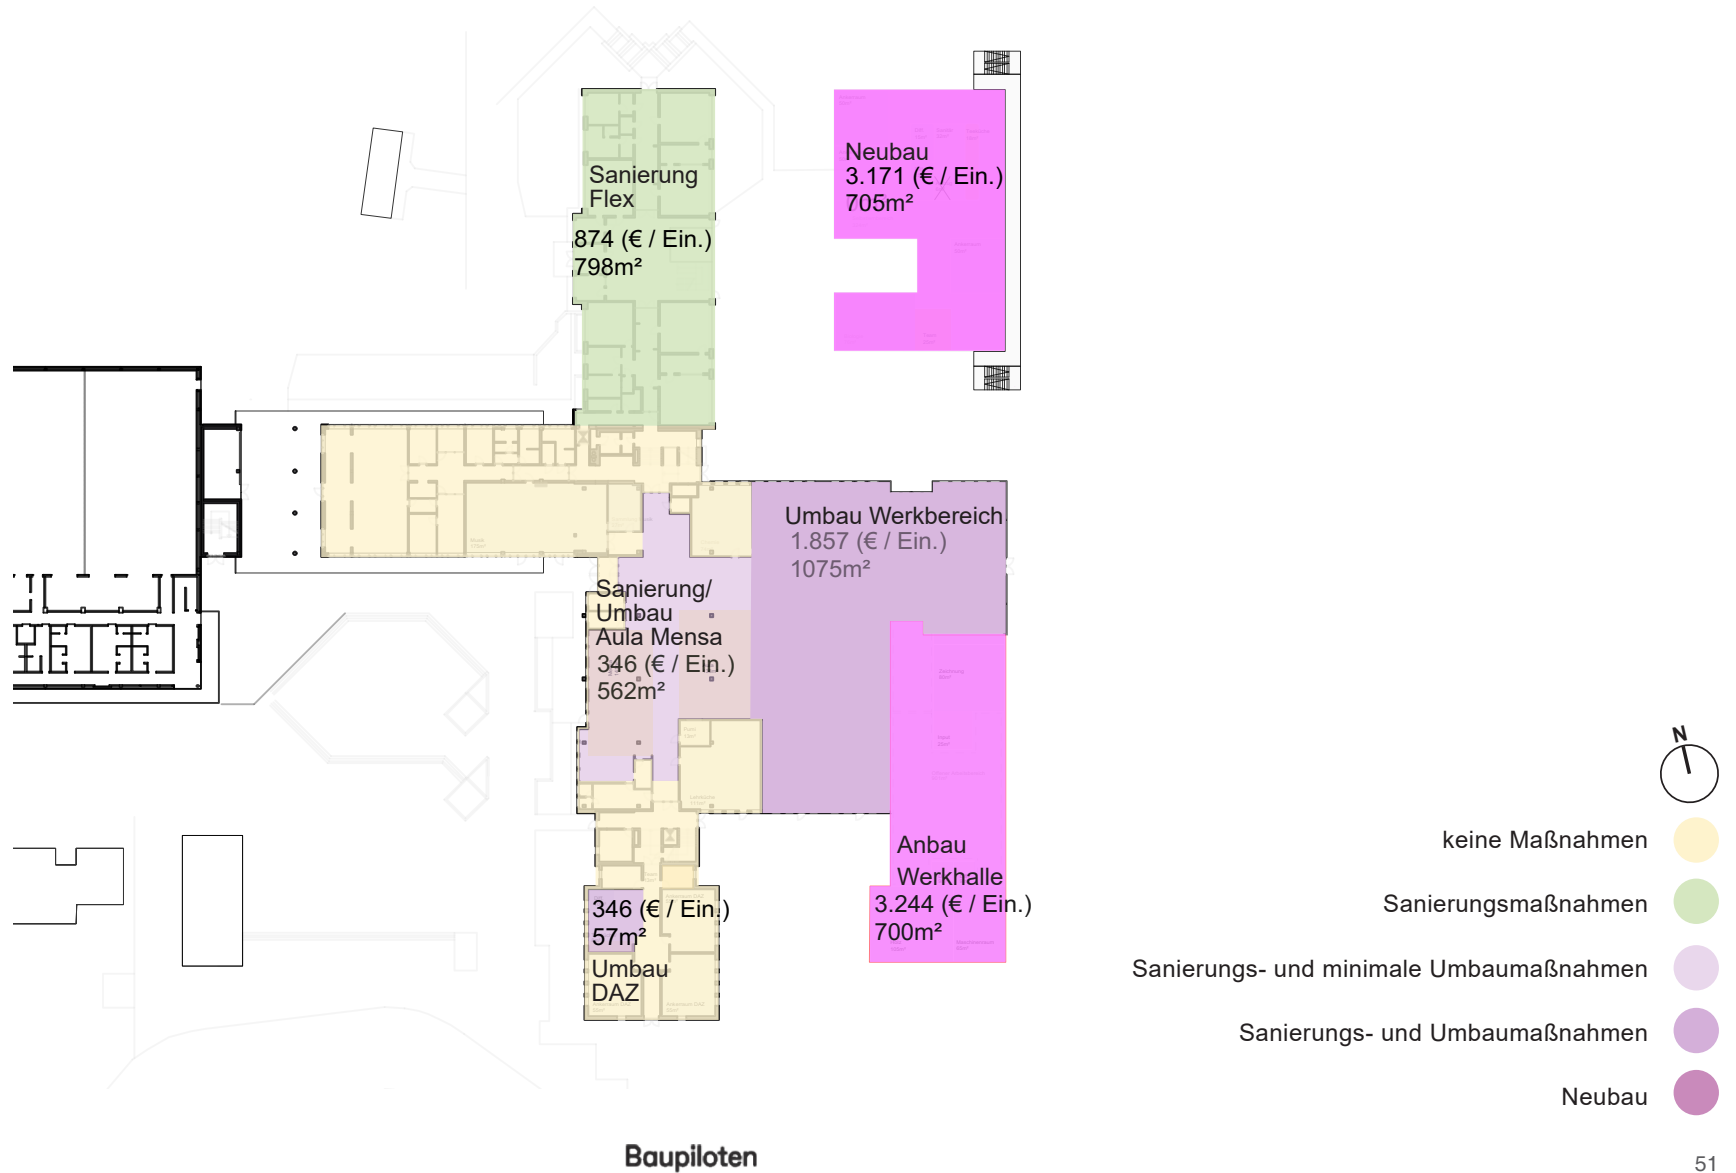 Sanierung
Flex
874 (€ / Ein.)
798m²
Neubau
3.171 (€ / Ein.)
705m²
Umbau Werkbereich
1.857 (€ / Ein.)
1075m²
Sanierung/
Umbau
Aula Mensa
346 (€ / Ein.)
562m²
Anbau
Werkhalle
3.244 (€ / Ein.)
700m²
346 (€ / Ein.)
57m²
Umbau
DAZ
N
keine Maßnahmen
Sanierungsmaßnahmen
Sanierungs- und minimale Umbaumaßnahmen
Sanierungs- und Umbaumaßnahmen
Neubau
Baupiloten
51